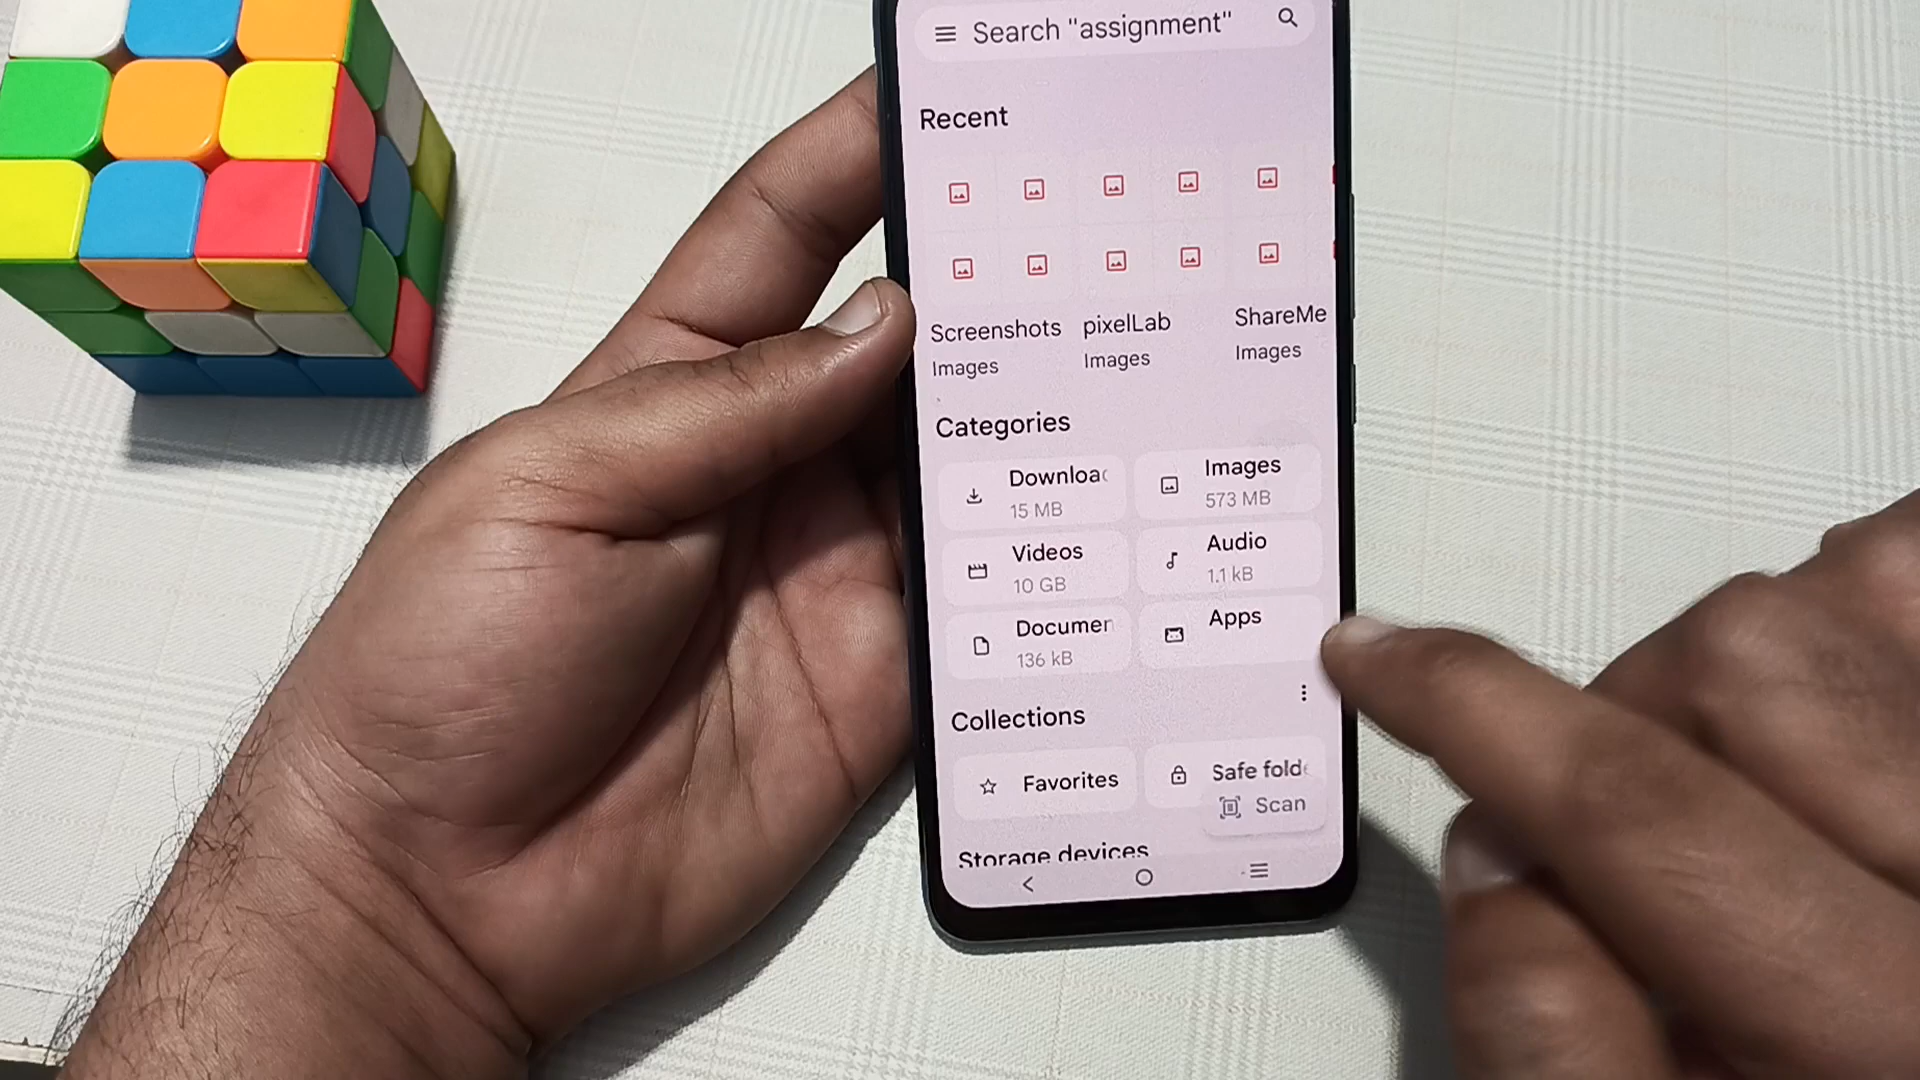 Search "assignment"
Recent
Screenshots
Images
pixelLab
Images
ShareMe
Images
Categories
Downloa
15 MB
Images
573 MB
Videos
10 GB
Audio
1.1 kB
Documen
136 kB
Apps
Collections
Favorites
Safe fold
Scan
Storage devices